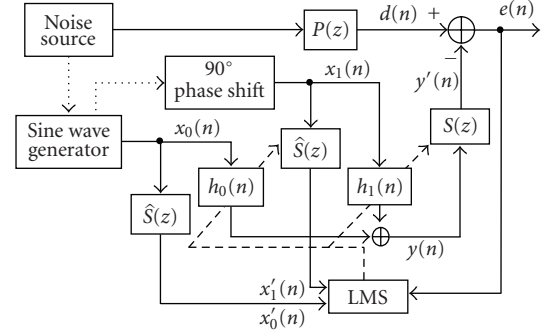 Noise
source
P(z)
d(n)
+
e(n)
−
y′(n)
90°
phase shift
x₁(n)
Sine wave
generator
x₀(n)
Ŝ(z)
S(z)
h₀(n)
h₁(n)
Ŝ(z)
y(n)
x′₁(n)
x′₀(n)
LMS